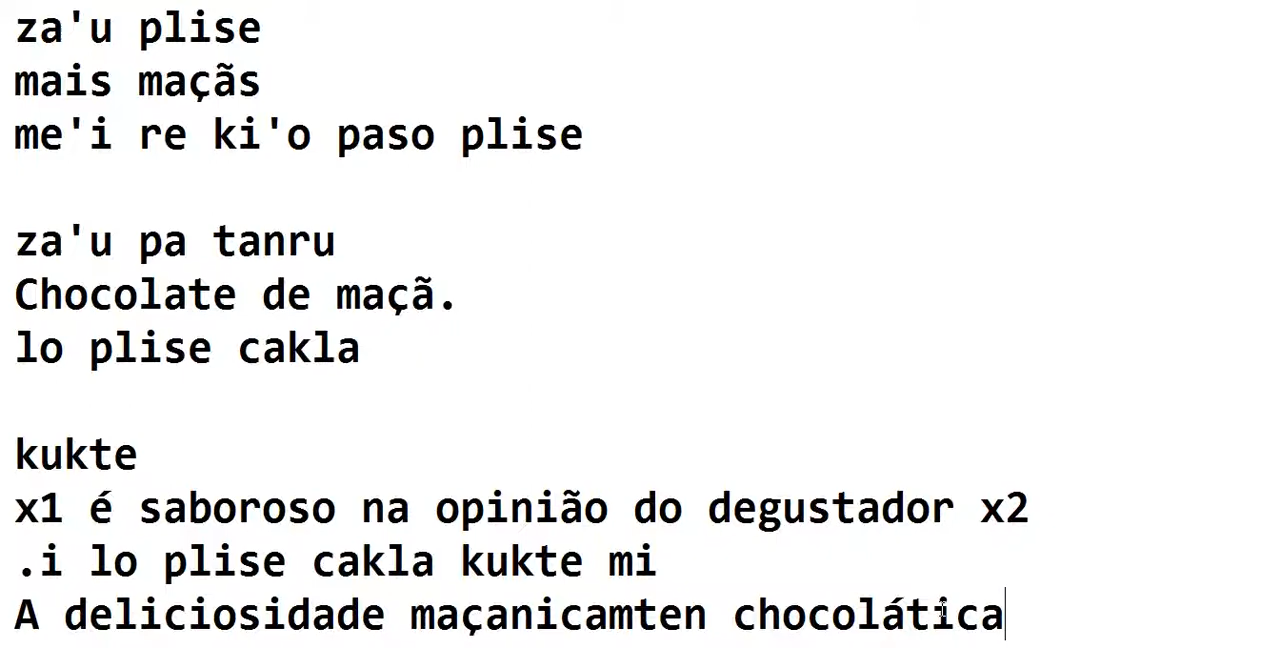 za'u plise
mais maçãs
me'i re ki'o paso plise
za'u pa tanru
Chocolate de maçã.
lo plise cakla
kukte
x1 é saboroso na opinião do degustador x2
.i lo plise cakla kukte mi
A deliciosidade maçanicamten chocolática